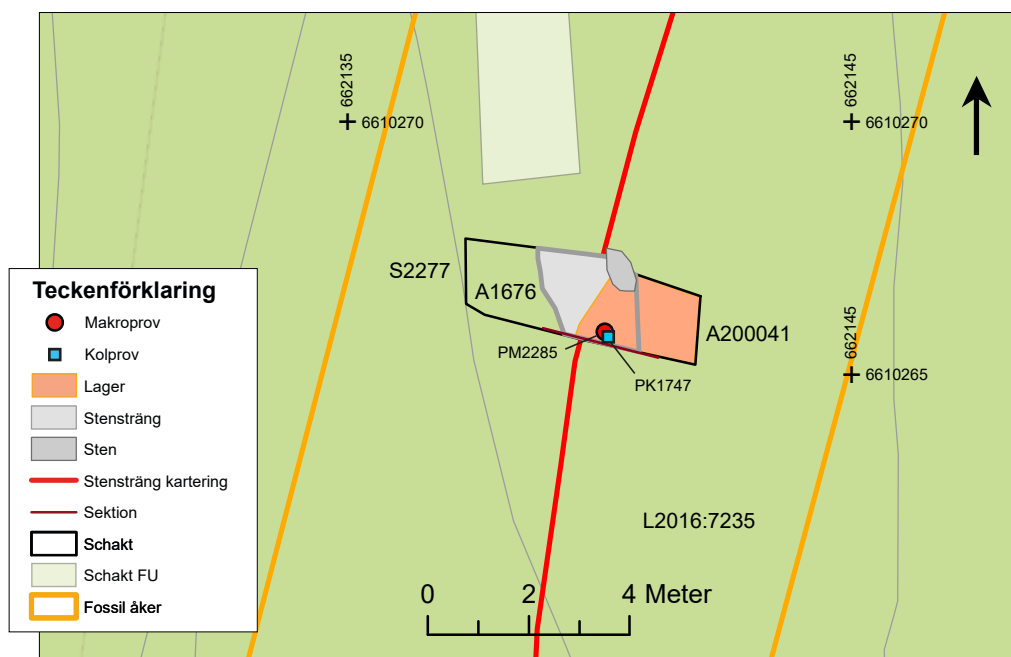 662135
6610270
662145
6610270
S2277
A1676
A200041
PM2285
PK1747
662145
6610265
L2016:7235
0 2 4 Meter
Teckenförklaring
Makroprov
Kolprov
Lager
Stensträng
Sten
Stensträng kartering
Sektion
Schakt
Schakt FU
Fossil åker